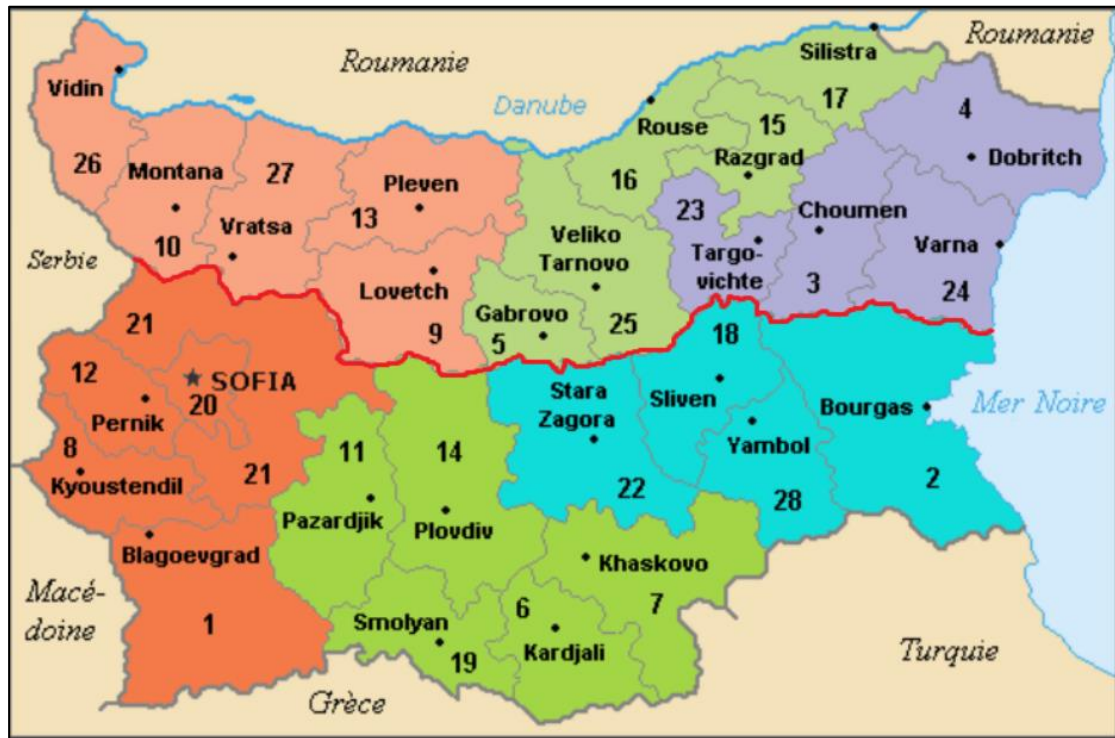 Roumanie
Roumanie
Silistra
Vidin
Danube
17
4
Rouse
15
Dobritch
26
Montana
27
Pleven
16
Razgrad
13
23
Choumen
Vratsa
Veliko
Tarnovo
Varna
10
Targo-
vichte
Serbie
Lovetch
3
24
21
9
Gabrovo
5
25
18
12
SOFIA
20
Stara
Zagora
Sliven
Bourgas
Mer Noire
Pernik
8
11
14
Yambol
Kyoustendil
21
22
28
2
Pazardjik
Plovdiv
Blagoevgrad
Khaskovo
Macé-
doine
1
Smolyan
19
6
7
Kardjali
Turquie
Grèce